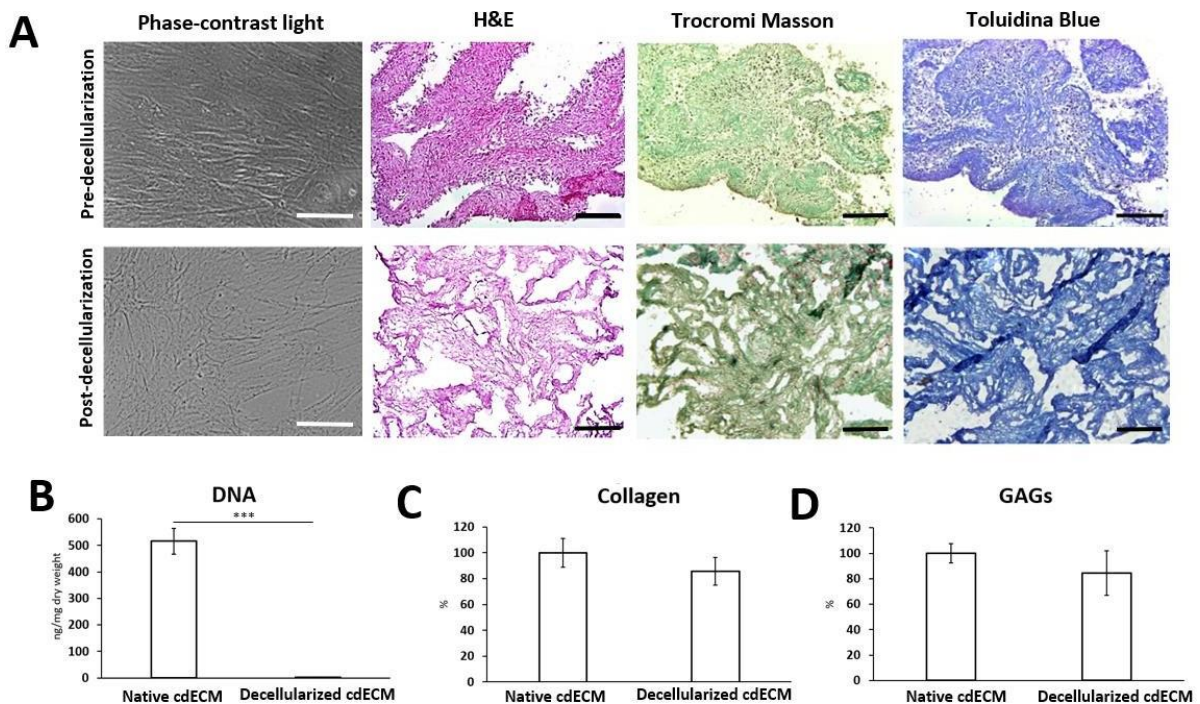 A
Phase-contrast light
H&E
Trocromi Masson
Toluidina Blue
Pre-decellularization
Post-decellularization
B
DNA
600
500
400
300
200
100
0
ng/mg dry weight
***
Native cdECM
Decellularized cdECM
C
Collagen
120
100
80
60
40
20
0
%
Native cdECM
Decellularized cdECM
D
GAGs
120
100
80
60
40
20
0
%
Native cdECM
Decellularized cdECM